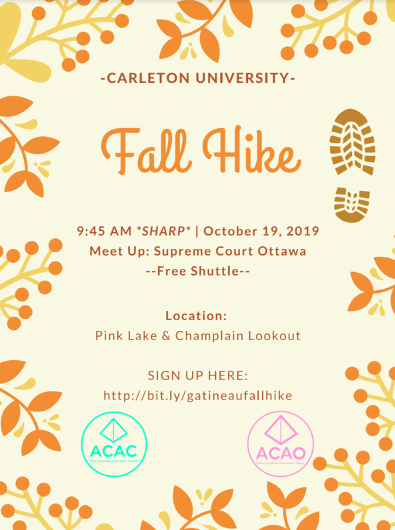 -CARLETON UNIVERSITY-
Fall Hike
9:45 AM *SHARP* | October 19, 2019
Meet Up: Supreme Court Ottawa
--Free Shuttle--
Location:
Pink Lake & Champlain Lookout
SIGN UP HERE:
http://bit.ly/gatineaufallhike
ACAC
ACAO